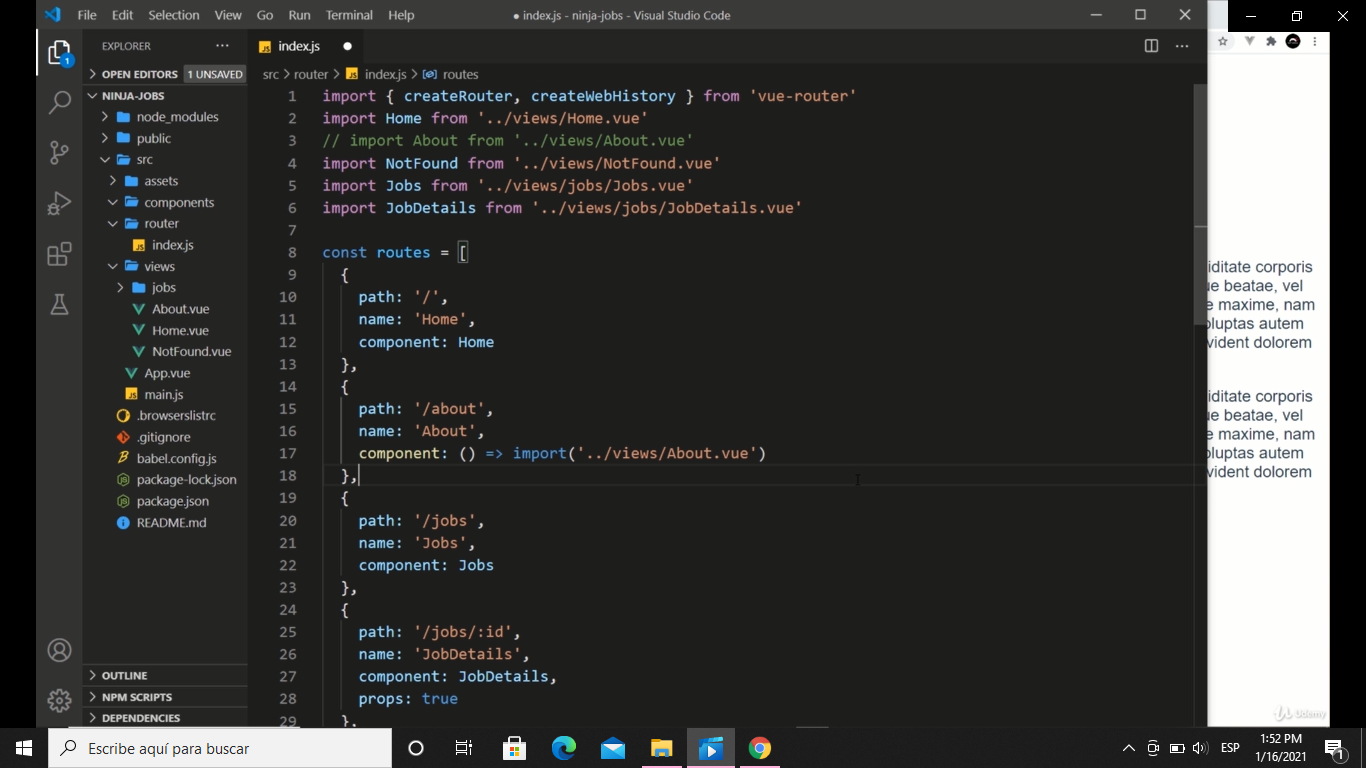 File Edit Selection View Go Run Terminal Help
● index.js - ninja-jobs - Visual Studio Code
EXPLORER
OPEN EDITORS 1 UNSAVED
NINJA-JOBS
node_modules
public
src
assets
components
router
index.js
views
jobs
About.vue
Home.vue
NotFound.vue
App.vue
main.js
.browserslistrc
.gitignore
babel.config.js
package-lock.json
package.json
README.md
OUTLINE
NPM SCRIPTS
DEPENDENCIES
1
JS index.js ●
src > router > JS index.js > routes
1 import { createRouter, createWebHistory } from 'vue-router'
2 import Home from '../views/Home.vue'
3 // import About from '../views/About.vue'
4 import NotFound from '../views/NotFound.vue'
5 import Jobs from '../views/jobs/Jobs.vue'
6 import JobDetails from '../views/jobs/JobDetails.vue'
7
8 const routes = [
9 {
10 path: '/',
11 name: 'Home',
12 component: Home
13 },
14 {
15 path: '/about',
16 name: 'About',
17 component: () => import('../views/About.vue')
18 },
19 {
20 path: '/jobs',
21 name: 'Jobs',
22 component: Jobs
23 },
24 {
25 path: '/jobs/:id',
26 name: 'JobDetails',
27 component: JobDetails,
28 props: true
29 },
iditate corporis
ue beatae, vel
e maxime, nam
oluptas autem
vident dolorem
iditate corporis
ue beatae, vel
e maxime, nam
oluptas autem
vident dolorem
Udemy
Escribe aquí para buscar
ESP
1:52 PM
1/16/2021
1